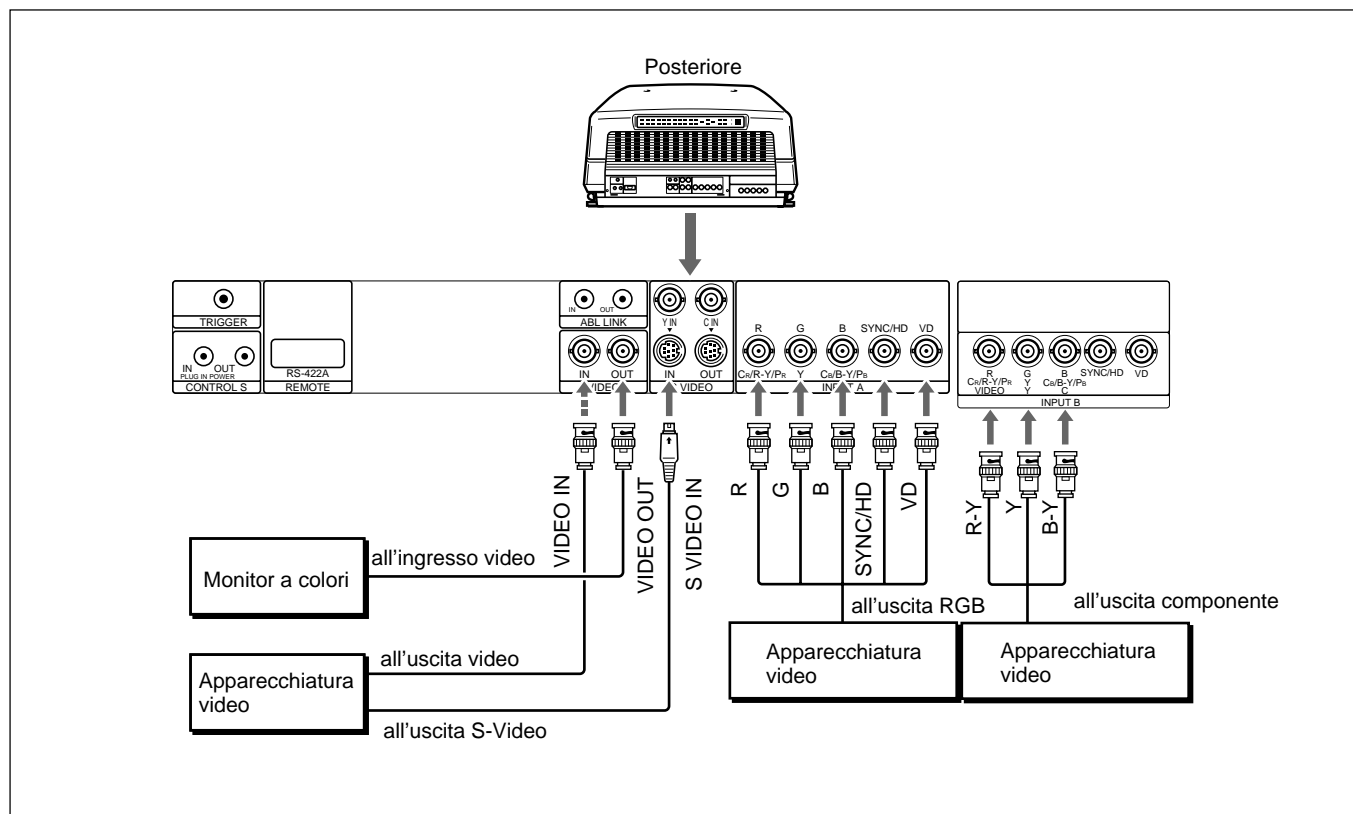 Posteriore
TRIGGER
IN OUT
PLUG IN POWER
CONTROL S
RS-422A
REMOTE
IN OUT
ABL LINK
IN OUT
VIDEO
Y IN C IN
IN OUT
S VIDEO
R G B SYNC/HD VD
CR/R-Y/PR Y CB/B-Y/PB
INPUT A
R G B SYNC/HD VD
CR/R-Y/PR Y CB/B-Y/PB
VIDEO Y C
INPUT B
VIDEO IN
VIDEO OUT
S VIDEO IN
R
G
B
SYNC/HD
VD
R-Y
Y
B-Y
all'ingresso video
Monitor a colori
all'uscita video
Apparecchiatura
video
all'uscita S-Video
all'uscita RGB
Apparecchiatura
video
all'uscita componente
Apparecchiatura
video